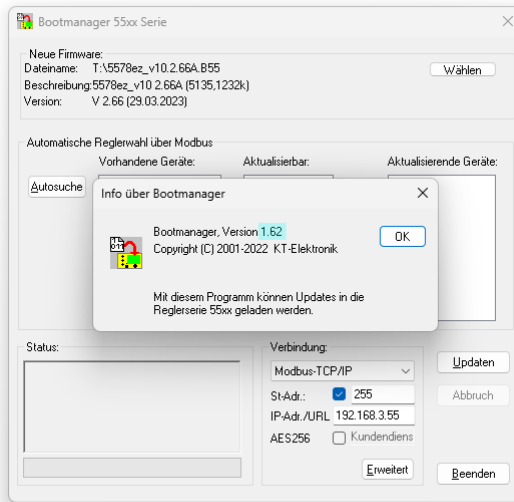 Bootmanager 55xx Serie
Neue Firmware:
Dateiname: T:\5578ez_v10.2.66A.B55
Wählen
Beschreibung:5578ez_v10 2.66A (5135,1232k)
Version: V 2.66 (29.03.2023)
Automatische Reglerwahl über Modbus
Vorhandene Geräte: Aktualisierbar: Aktualisierende Geräte:
Autosuche
Info über Bootmanager
Bootmanager, Version 1.62
OK
Copyright (C) 2001-2022 KT-Elektronik
Mit diesem Programm können Updates in die
Reglerserie 55xx geladen werden.
Status:
Verbindung:
Modbus-TCP/IP
St-Adr.: 255
IP-Adr./URL 192.168.3.55
AES256 Kundendiens
Erweitert
Updaten
Abbruch
Beenden